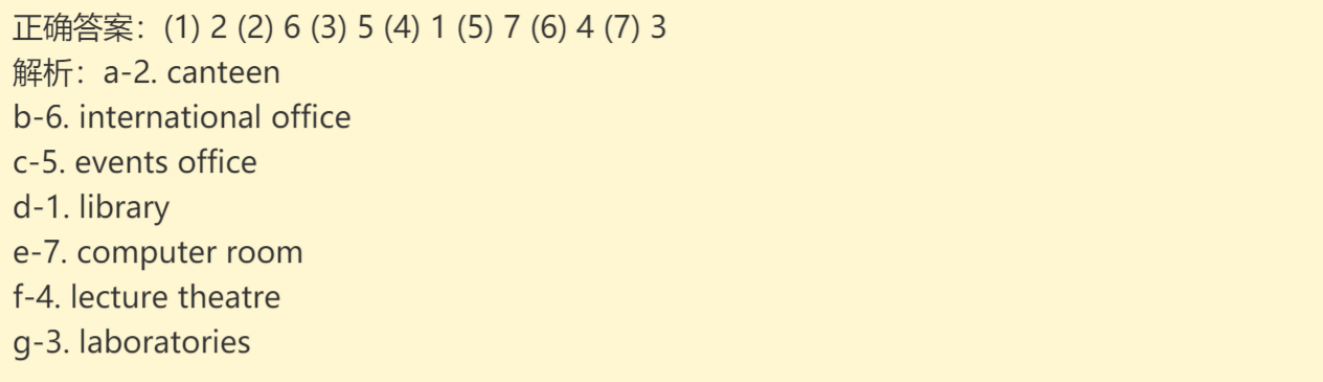 正确答案：(1) 2 (2) 6 (3) 5 (4) 1 (5) 7 (6) 4 (7) 3
解析：a-2. canteen
b-6. international office
c-5. events office
d-1. library
e-7. computer room
f-4. lecture theatre
g-3. laboratories